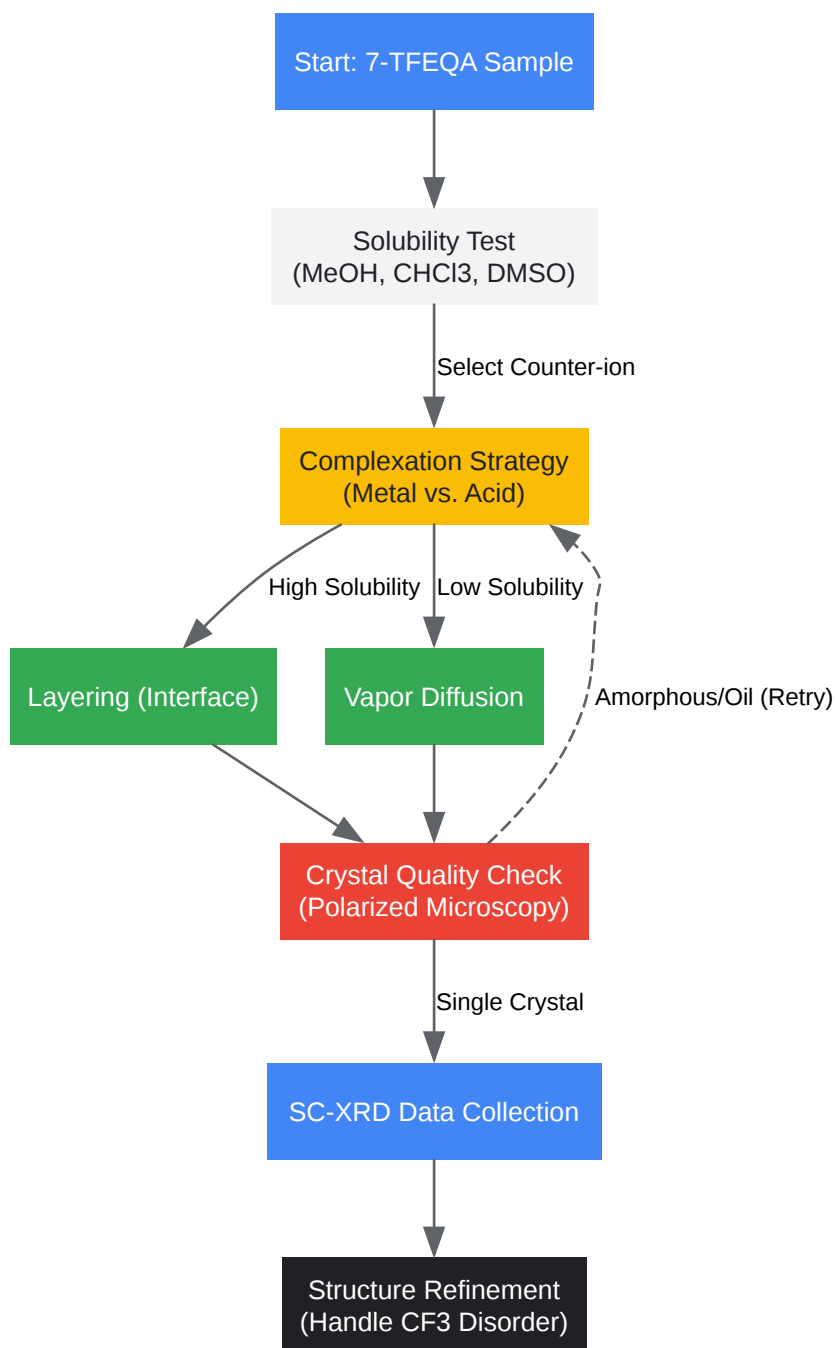 Start: 7-TFEQA Sample
Solubility Test
(MeOH, CHCl3, DMSO)
Select Counter-ion
Complexation Strategy
(Metal vs. Acid)
High Solubility
Low Solubility
Layering (Interface)
Vapor Diffusion
Amorphous/Oil (Retry)
Crystal Quality Check
(Polarized Microscopy)
Single Crystal
SC-XRD Data Collection
Structure Refinement
(Handle CF3 Disorder)